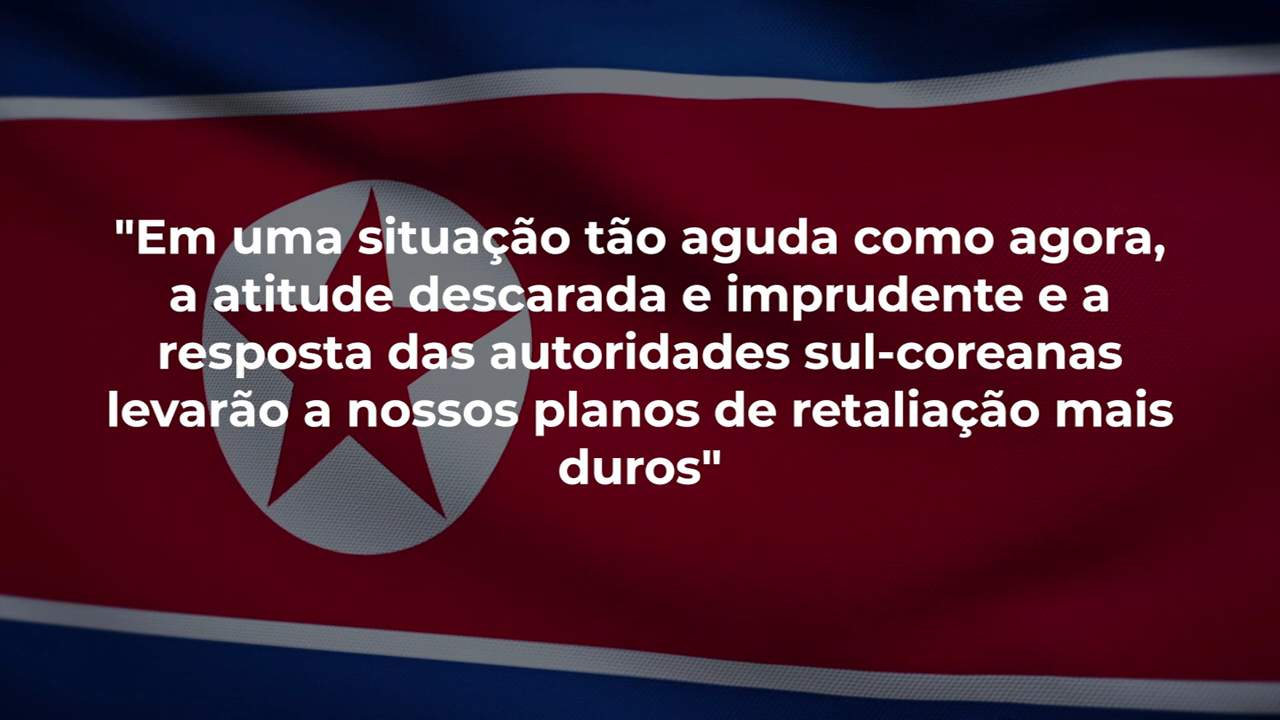 "Em uma situação tão aguda como agora,
a atitude descarada e imprudente e a
resposta das autoridades sul-coreanas
levarão a nossos planos de retaliação mais
duros"